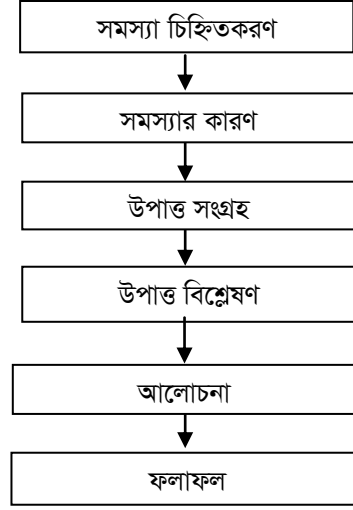 সমস্যা চিহ্নিতকরণ
সমস্যার কারণ
উপাত্ত সংগ্রহ
উপাত্ত বিশ্লেষণ
আলোচনা
ফলাফল